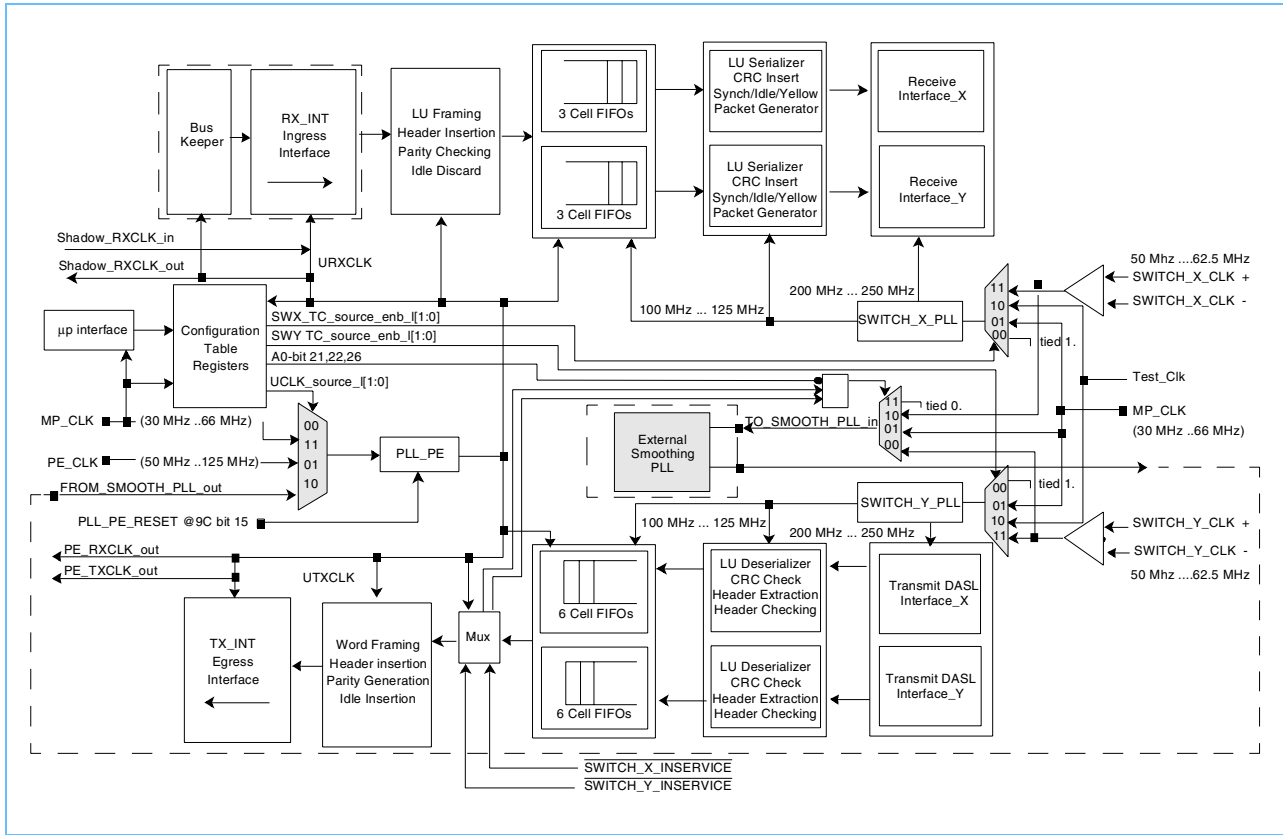 Bus
Keeper
RX_INT
Ingress
Interface
LU Framing
Header Insertion
Parity Checking
Idle Discard
3 Cell FIFOs
3 Cell FIFOs
LU Serializer
CRC Insert
Synch/Idle/Yellow
Packet Generator
LU Serializer
CRC Insert
Synch/Idle/Yellow
Packet Generator
Receive
Interface_X
Receive
Interface_Y
Shadow_RXCLK_in
Shadow_RXCLK_out
URXCLK
µp interface
Configuration
Table
Registers
SWX_TC_source_enb_l[1:0]
SWY TC_source_enb_l[1:0]
A0-bit 21,22,26
UCLK_source_l[1:0]
100 MHz ... 125 MHz
200 MHz ... 250 MHz
SWITCH_X_PLL
11
10
01
00
tied 1.
50 Mhz ....62.5 MHz
SWITCH_X_CLK +
SWITCH_X_CLK -
Test_Clk
MP_CLK
(30 MHz ..66 MHz)
MP_CLK
(30 MHz ..66 MHz)
PE_CLK
(50 MHz ..125 MHz)
FROM_SMOOTH_PLL_out
00
11
01
10
PLL_PE
PLL_PE_RESET @9C bit 15
External
Smoothing
PLL
TO_SMOOTH_PLL_in
11
10
01
00
tied 0.
SWITCH_Y_PLL
00
01
10
11
tied 1.
SWITCH_Y_CLK +
SWITCH_Y_CLK -
50 Mhz ....62.5 MHz
100 MHz ... 125 MHz
200 MHz ... 250 MHz
PE_RXCLK_out
PE_TXCLK_out
UTXCLK
TX_INT
Egress
Interface
Word Framing
Header insertion
Parity Generation
Idle Insertion
Mux
6 Cell FIFOs
6 Cell FIFOs
LU Deserializer
CRC Check
Header Extraction
Header Checking
LU Deserializer
CRC Check
Header Extraction
Header Checking
Transmit DASL
Interface_X
Transmit DASL
Interface_Y
SWITCH_X_INSERVICE
SWITCH_Y_INSERVICE